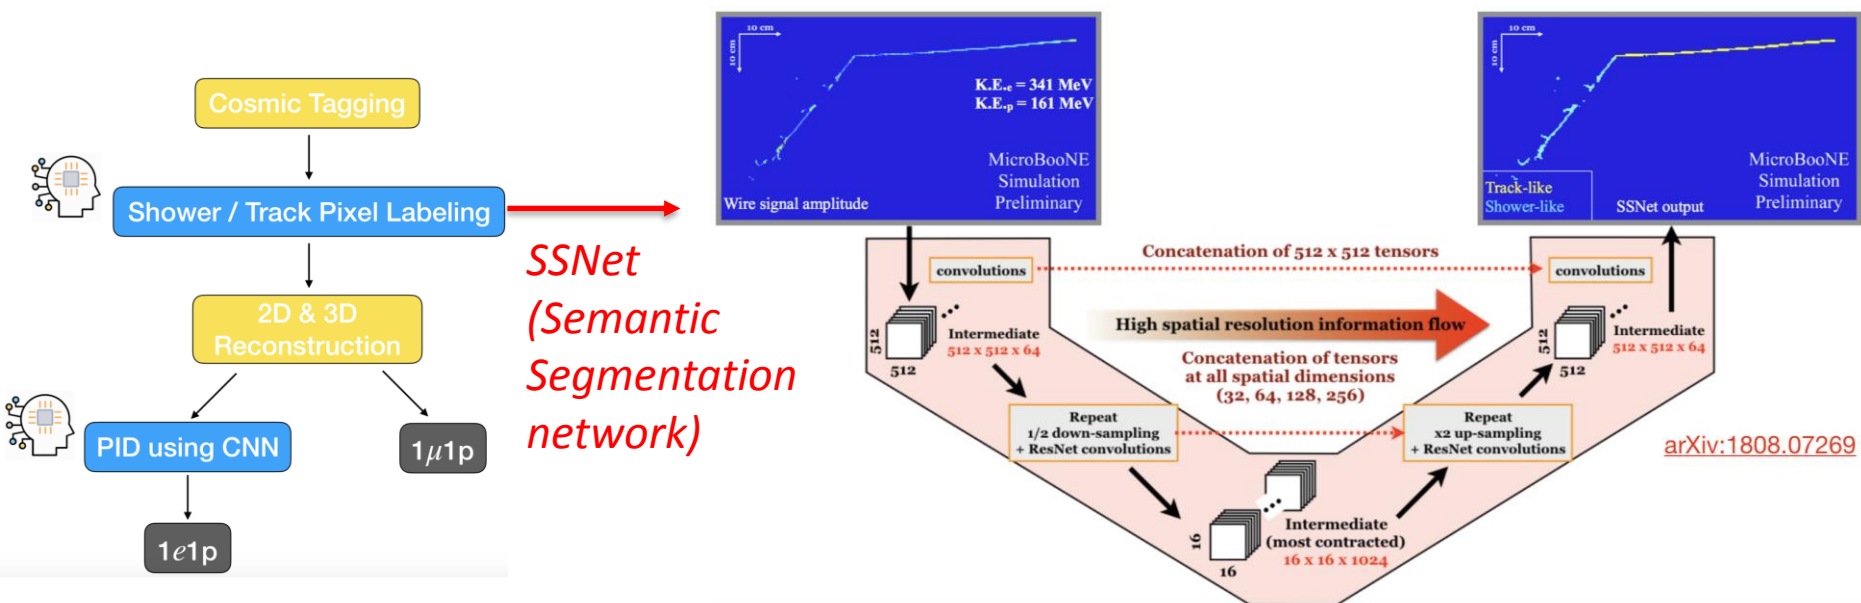 Cosmic Tagging
Shower / Track Pixel Labeling
2D & 3D
Reconstruction
PID using CNN
1μ1p
1e1p
SSNet
(Semantic
Segmentation
network)
10 cm
10 cm
K.E.e = 341 MeV
K.E.p = 161 MeV
MicroBooNE
Simulation
Preliminary
Wire signal amplitude
10 cm
10 cm
Track-like
Shower-like
SSNet output
MicroBooNE
Simulation
Preliminary
convolutions
Concatenation of 512 x 512 tensors
convolutions
512
512
Intermediate
512 x 512 x 64
High spatial resolution information flow
Concatenation of tensors
at all spatial dimensions
(32, 64, 128, 256)
512
512
Intermediate
512 x 512 x 64
Repeat
1/2 down-sampling
+ ResNet convolutions
Repeat
x2 up-sampling
+ ResNet convolutions
16
16
Intermediate
(most contracted)
16 x 16 x 1024
arXiv:1808.07269